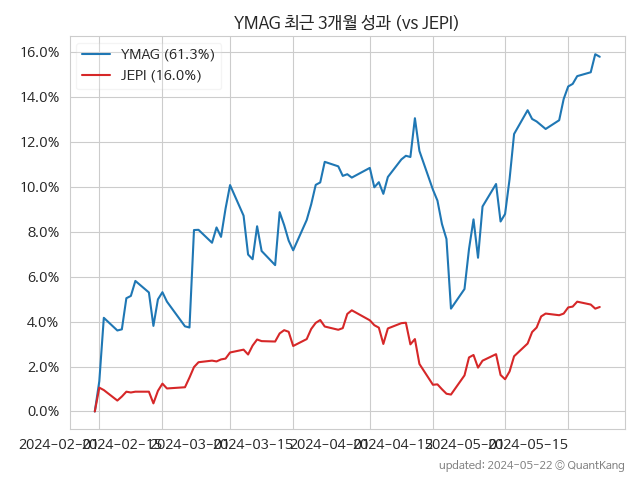 YMAG 최근 3개월 성과 (vs JEPI)
YMAG (61.3%)
JEPI (16.0%)
16.0%
14.0%
12.0%
10.0%
8.0%
6.0%
4.0%
2.0%
0.0%
2024-02-01 2024-02-15 2024-03-01 2024-03-15 2024-04-01 2024-04-15 2024-05-01 2024-05-15
updated: 2024-05-22 © QuantKang